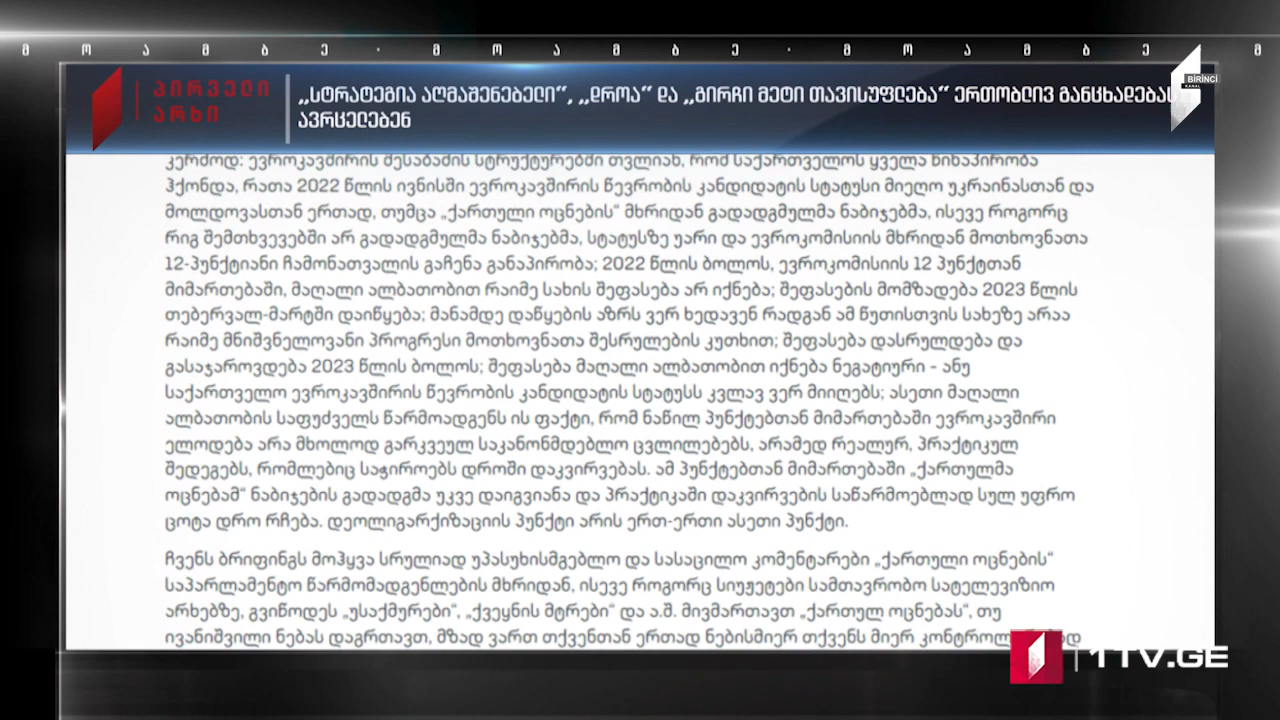 მ ო ა მ ბ ე · მ ო ა მ ბ ე · მ ო ა მ ბ ე · მ
პირველი
არხი
„სტრატეგია აღმაშენებელი“, „დროა“ და „გირჩი მეტი თავისუფლება“ ერთობლივ განცხადებას
ავრცელებენ
BİRİNCİ
KANAL
კერძოდ: ევროკავშირის შესაბამის სტრუქტურებში თვლიან, რომ საქართველოს ყველა წინაპირობა
ჰქონდა, რათა 2022 წლის ივნისში ევროკავშირის წევრობის კანდიდატის სტატუსი მიეღო უკრაინასთან და
მოლდოვასთან ერთად, თუმცა „ქართული ოცნების“ მხრიდან გადადგმულმა ნაბიჯებმა, ისევე როგორც
რიგ შემთხვევებში არ გადადგმულმა ნაბიჯებმა, სტატუსზე უარი და ევროკომისიის მხრიდან მოთხოვნათა
12-პუნქტიანი ჩამონათვალის გაჩენა განაპირობა; 2022 წლის ბოლოს, ევროკომისიის 12 პუნქტთან
მიმართებაში, მაღალი ალბათობით რაიმე სახის შეფასება არ იქნება; შეფასების მომზადება 2023 წლის
თებერვალ-მარტში დაიწყება; მანამდე დაწყების აზრს ვერ ხედავენ რადგან ამ წუთისთვის სახეზე არაა
რაიმე მნიშვნელოვანი პროგრესი მოთხოვნათა შესრულების კუთხით; შეფასება დასრულდება და
გასაჯაროვდება 2023 წლის ბოლოს; შეფასება მაღალი ალბათობით იქნება ნეგატიური - ანუ
საქართველო ევროკავშირის წევრობის კანდიდატის სტატუსს კვლავ ვერ მიიღებს; ასეთი მაღალი
ალბათობის საფუძველს წარმოადგენს ის ფაქტი, რომ ნაწილ პუნქტებთან მიმართებაში ევროკავშირი
ელოდება არა მხოლოდ გარკვეულ საკანონმდებლო ცვლილებებს, არამედ რეალურ, პრაქტიკულ
შედეგებს, რომლებიც საჭიროებს დროში დაკვირვებას. ამ პუნქტებთან მიმართებაში „ქართულმა
ოცნებამ“ ნაბიჯების გადადგმა უკვე დაიგვიანა და პრაქტიკაში დაკვირვების საწარმოებლად სულ უფრო
ცოტა დრო რჩება. დეოლიგარქიზაციის პუნქტი არის ერთ-ერთი ასეთი პუნქტი.
ჩვენს ბრიფინგს მოჰყვა სრულიად უპასუხისმგებლო და სასაცილო კომენტარები „ქართული ოცნების“
საპარლამენტო წარმომადგენლების მხრიდან, ისევე როგორც სიუჟეტები სამთავრობო სატელევიზიო
არხებზე, გვიწოდეს „უსაქმურები“, „ქვეყნის მტრები“ და ა.შ. მივმართავთ „ქართულ ოცნებას“, თუ
ივანიშვილი ნებას დაგრთავთ, მზად ვართ თქვენთან ერთად ნებისმიერ თქვენს მიერ
1TV.GE